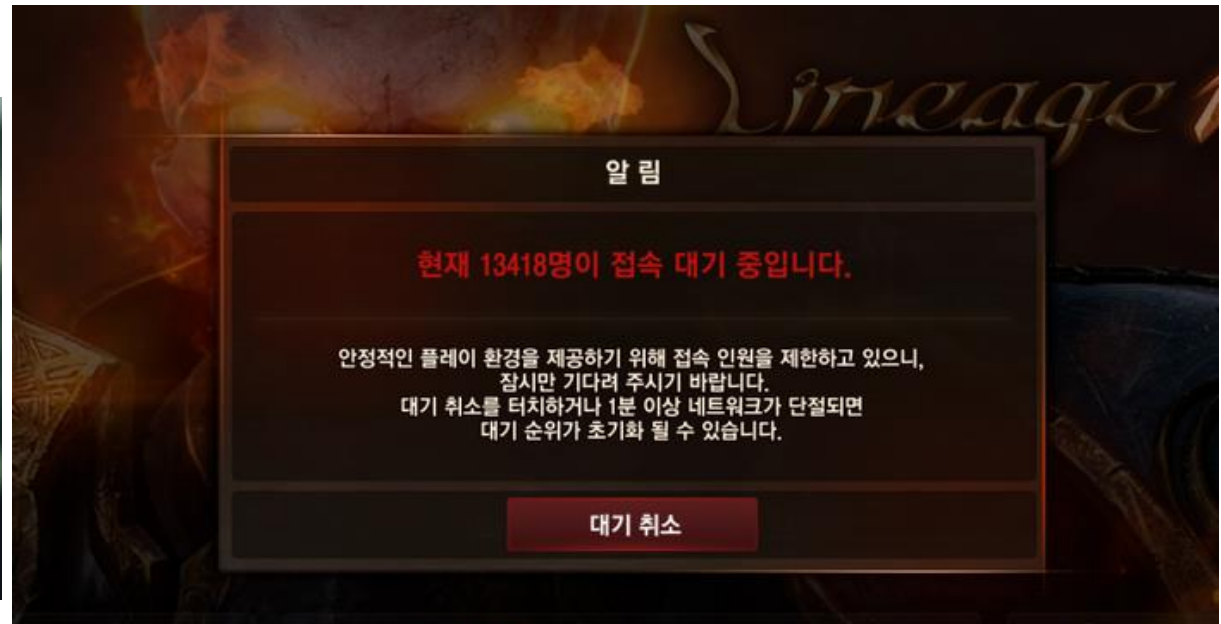 Lineage
알림
현재 13418명이 접속 대기 중입니다.
안정적인 플레이 환경을 제공하기 위해 접속 인원을 제한하고 있으니,
잠시만 기다려 주시기 바랍니다.
대기 취소를 터치하거나 1분 이상 네트워크가 단절되면
대기 순위가 초기화 될 수 있습니다.
대기 취소